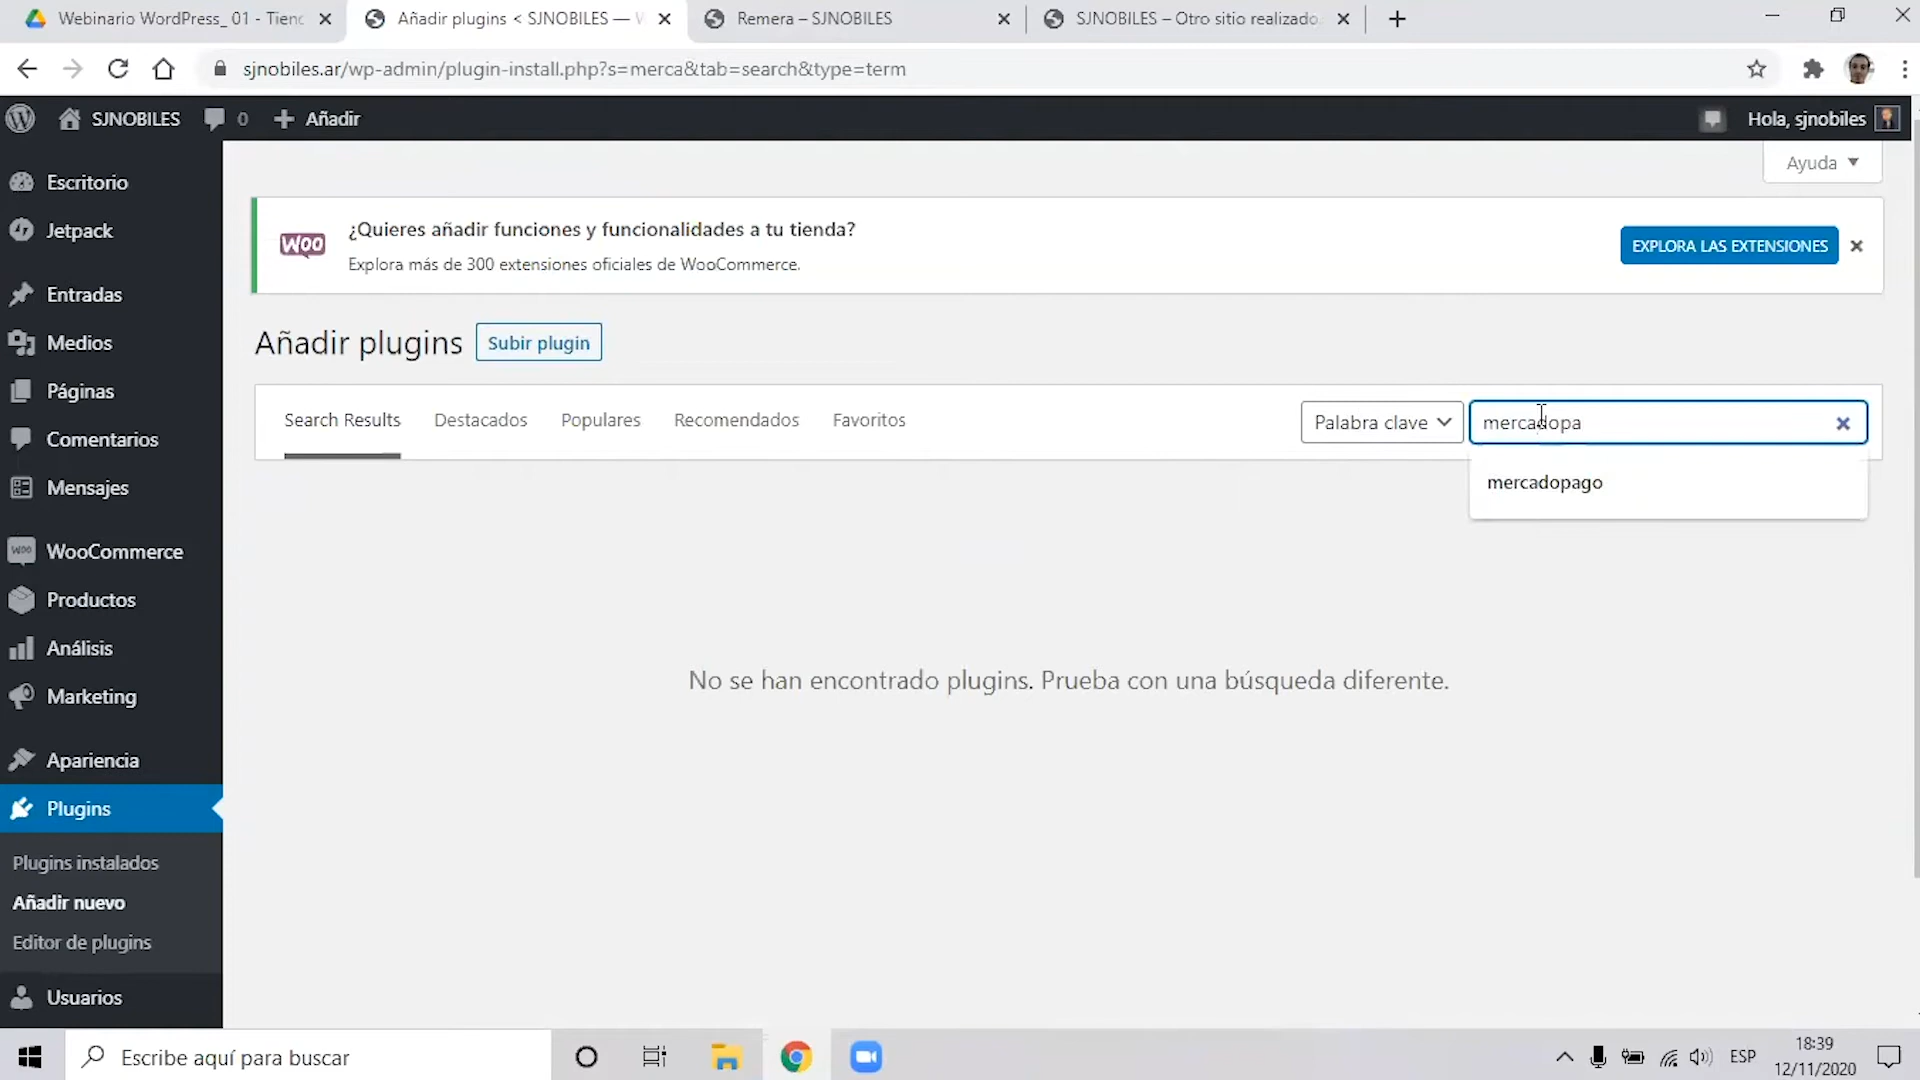 Webinario WordPress_ 01 - Tienc
Añadir plugins < SJNOBILES — W
Remera – SJNOBILES
SJNOBILES – Otro sitio realizado
sjnobiles.ar/wp-admin/plugin-install.php?s=merca&tab=search&type=term
SJNOBILES
0
Añadir
Hola, sjnobiles
Ayuda
Escritorio
Jetpack
Entradas
Medios
Páginas
Comentarios
Mensajes
WooCommerce
Productos
Análisis
Marketing
Apariencia
Plugins
Plugins instalados
Añadir nuevo
Editor de plugins
Usuarios
WOO
¿Quieres añadir funciones y funcionalidades a tu tienda?
Explora más de 300 extensiones oficiales de WooCommerce.
EXPLORA LAS EXTENSIONES
Añadir plugins
Subir plugin
Search Results
Destacados
Populares
Recomendados
Favoritos
Palabra clave
mercadopa
mercadopago
No se han encontrado plugins. Prueba con una búsqueda diferente.
Escribe aquí para buscar
ESP
18:39
12/11/2020